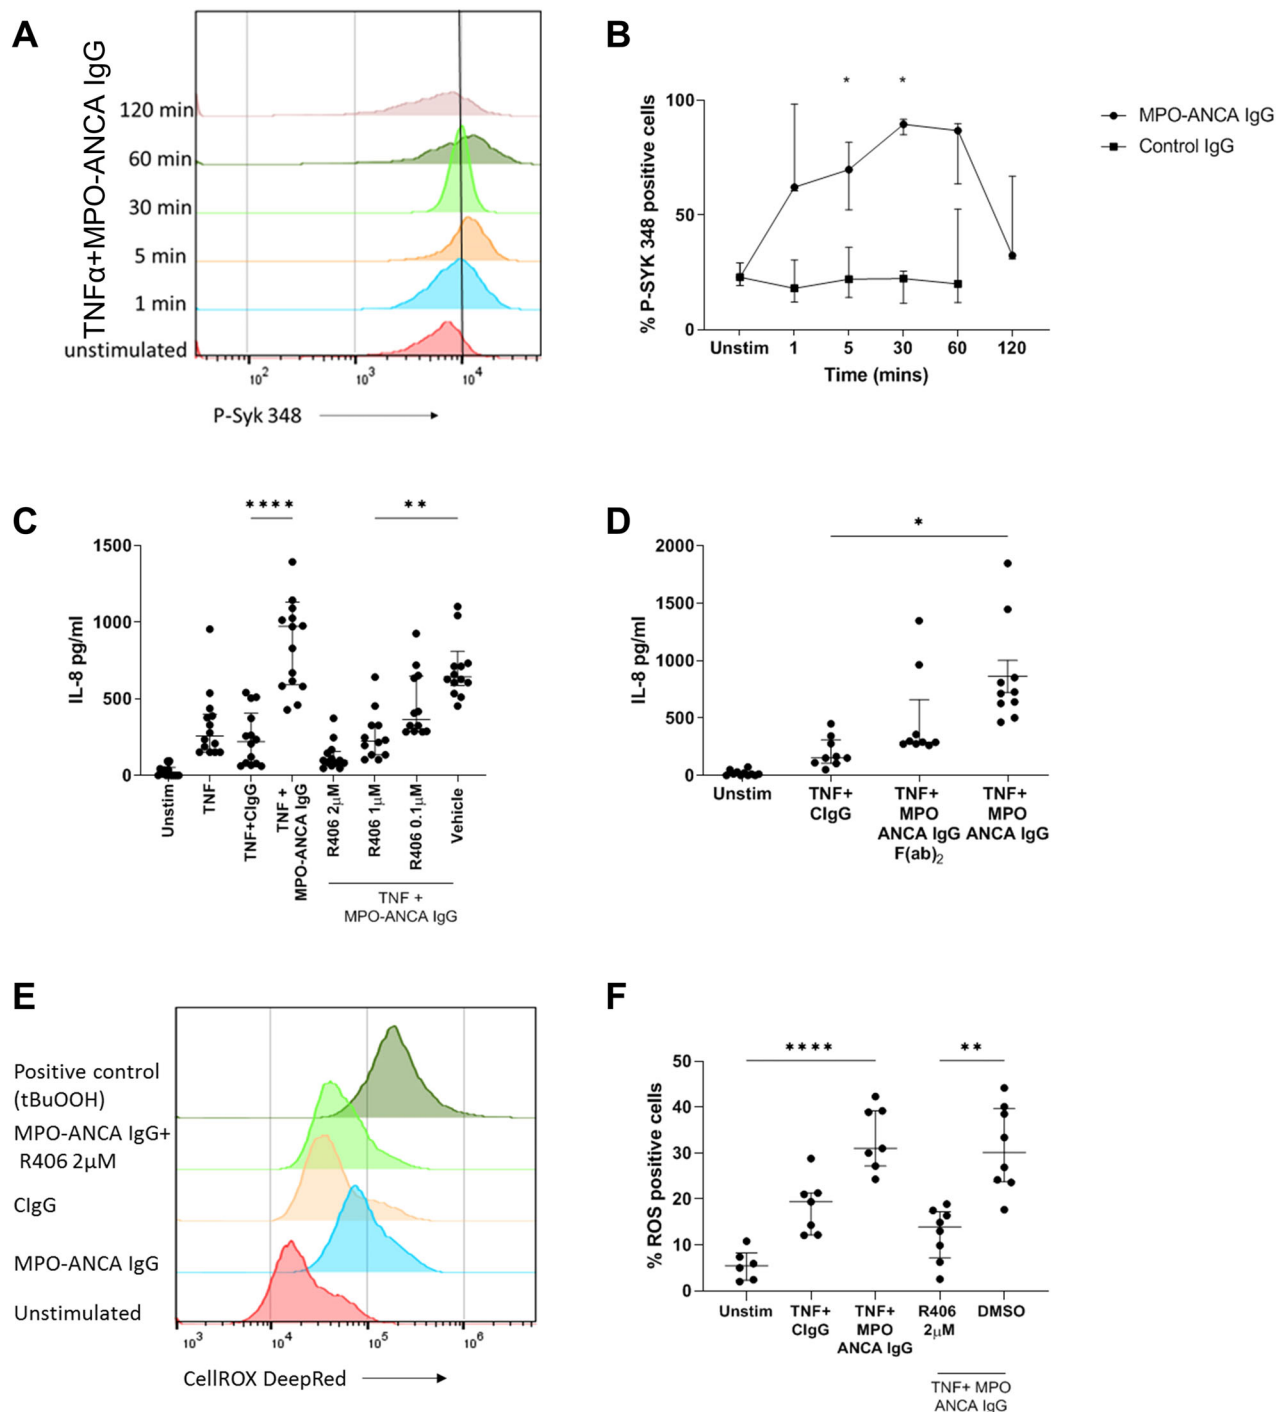 A
TNFα+MPO-ANCA IgG
120 min
60 min
30 min
5 min
1 min
unstimulated
10²
10³
10⁴
P-Syk 348
B
% P-SYK 348 positive cells
*
*
100
50
0
Unstim
1
5
30
60
120
Time (mins)
MPO-ANCA IgG
Control IgG
C
****
**
IL-8 pg/ml
1500
1000
500
0
Unstim
TNF
TNF+CIgG
TNF +
MPO-ANCA IgG
R406 2μM
R406 1μM
R406 0.1μM
Vehicle
TNF +
MPO-ANCA IgG
D
*
IL-8 pg/ml
2000
1500
1000
500
0
Unstim
TNF+
CIgG
TNF+
MPO
ANCA IgG
F(ab)₂
TNF+
MPO
ANCA IgG
E
Positive control
(tBuOOH)
MPO-ANCA IgG+
R406 2μM
CIgG
MPO-ANCA IgG
Unstimulated
10³
10⁴
10⁵
10⁶
CellROX DeepRed
F
****
**
% ROS positive cells
50
40
30
20
10
0
Unstim
TNF+
CIgG
TNF+
MPO
ANCA IgG
R406
2μM
DMSO
TNF+ MPO
ANCA IgG